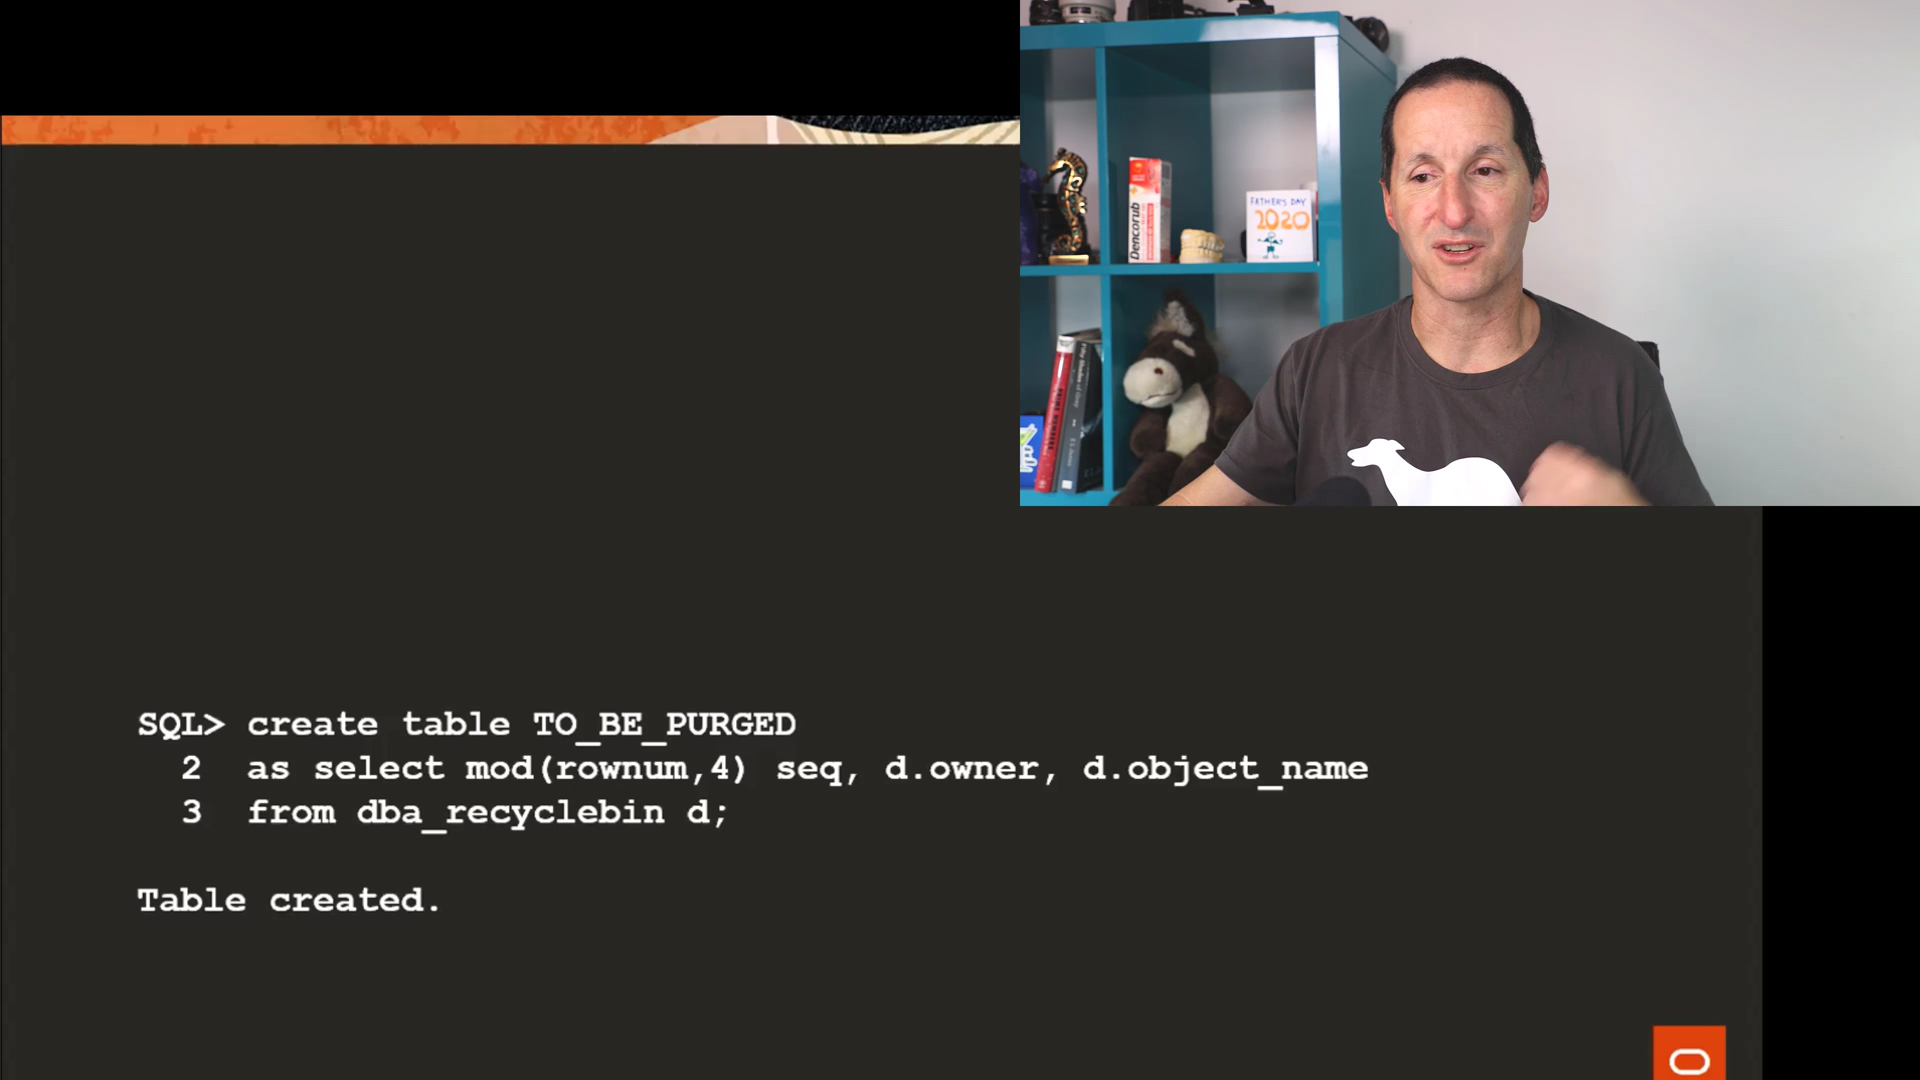 Dencorub
FATHER'S DAY
2020
SQL> create table TO_BE_PURGED
2 as select mod(rownum,4) seq, d.owner, d.object_name
3 from dba_recyclebin d;
Table created.